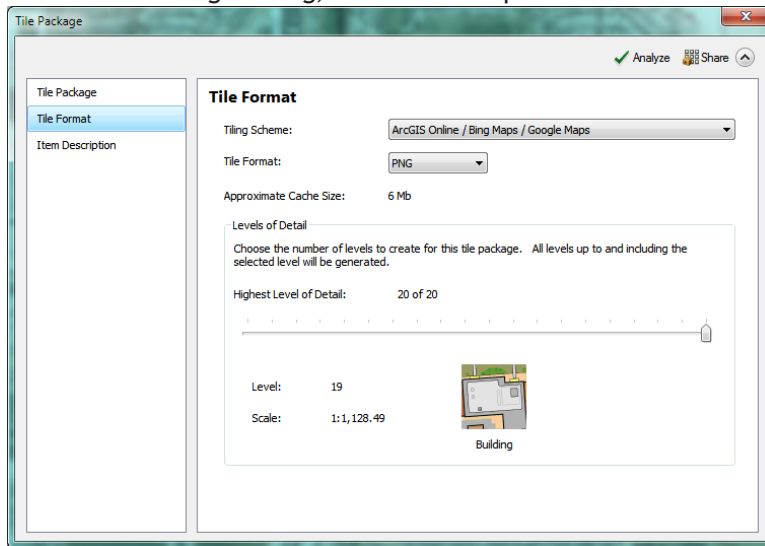 Tile Package
Analyze Share
Tile Package
Tile Format
Item Description
Tile Format
Tiling Scheme: ArcGIS Online / Bing Maps / Google Maps
Tile Format: PNG
Approximate Cache Size: 6 Mb
Levels of Detail
Choose the number of levels to create for this tile package. All levels up to and including the
selected level will be generated.
Highest Level of Detail: 20 of 20
Level: 19
Scale: 1:1,128.49
Building